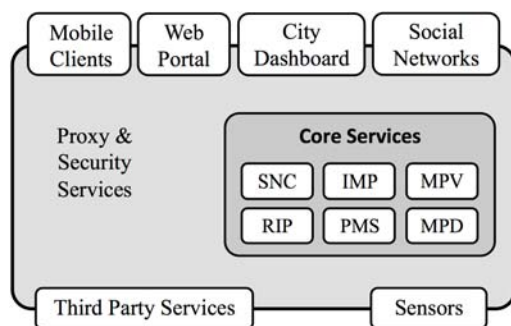 Mobile
Clients
Web
Portal
City
Dashboard
Social
Networks
Proxy &
Security
Services
Core Services
SNC
IMP
MPV
RIP
PMS
MPD
Third Party Services
Sensors